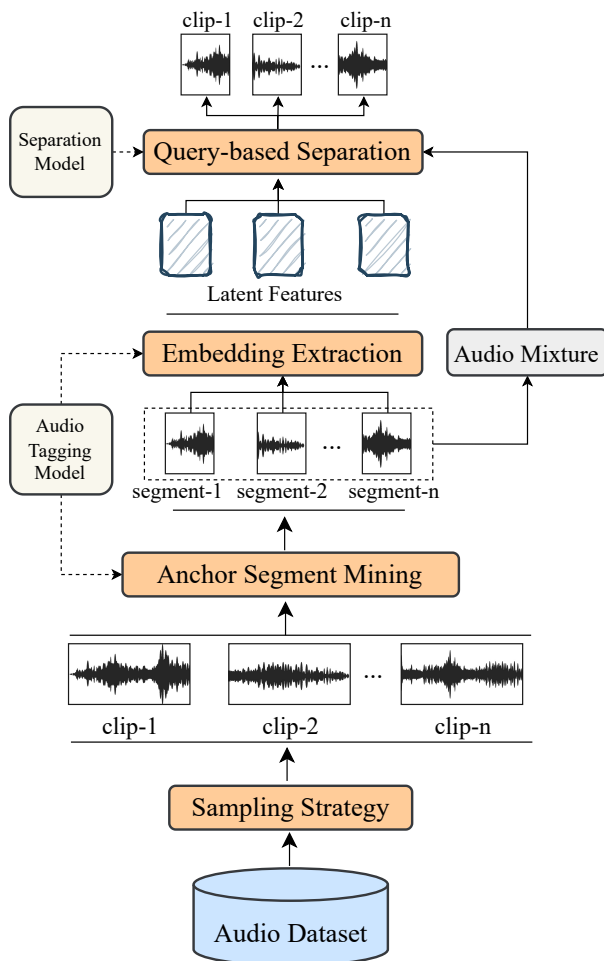 clip-1 clip-2 clip-n
...
Separation
Model
Query-based Separation
Latent Features
Embedding Extraction
Audio Mixture
Audio
Tagging
Model
...
segment-1 segment-2 segment-n
Anchor Segment Mining
...
clip-1 clip-2 clip-n
Sampling Strategy
Audio Dataset